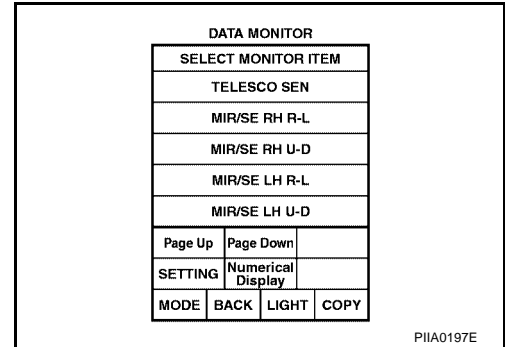 DATA MONITOR
SELECT MONITOR ITEM
TELESCO SEN
MIR/SE RH R-L
MIR/SE RH U-D
MIR/SE LH R-L
MIR/SE LH U-D
Page Up Page Down
SETTING Numerical Display
MODE BACK LIGHT COPY
PIIA0197E